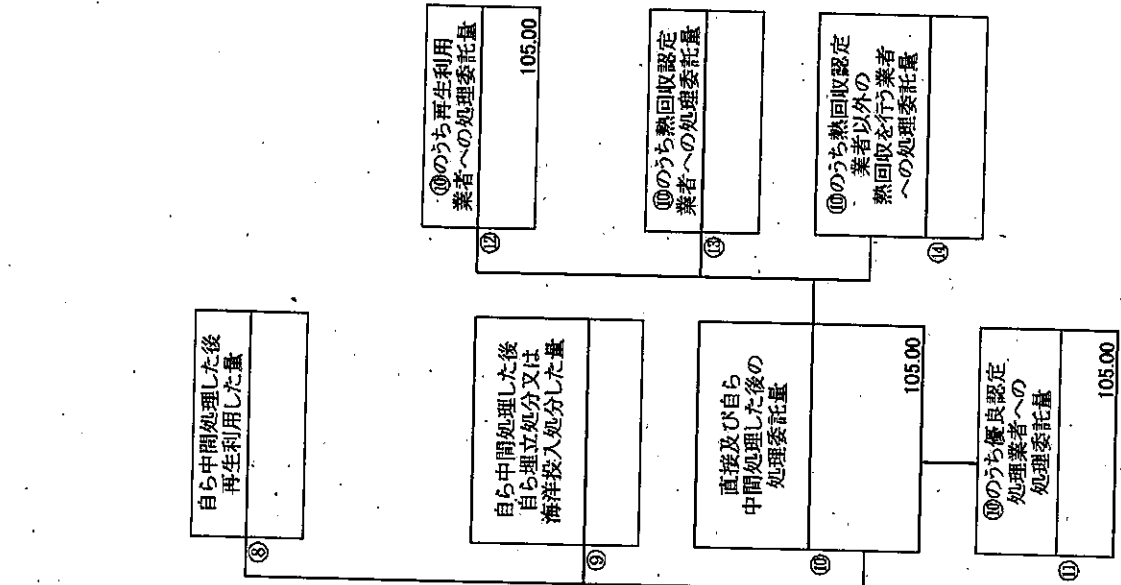 自ら中間処理した後
再生利用した量
⑧
自ら中間処理した後
自ら埋立処分又は
海洋投入処分した量
⑨
直接及び自ら
中間処理した後の
処理委託量
105.00
⑩
⑩のうち優良認定
処理業者への
処理委託量
105.00
⑪
⑩のうち再生利用
業者への処理委託量
105.00
⑫
⑩のうち熱回収認定
業者への処理委託量
⑬
⑩のうち熱回収認定
業者以外の
熱回収を行う業者
への処理委託量
⑭